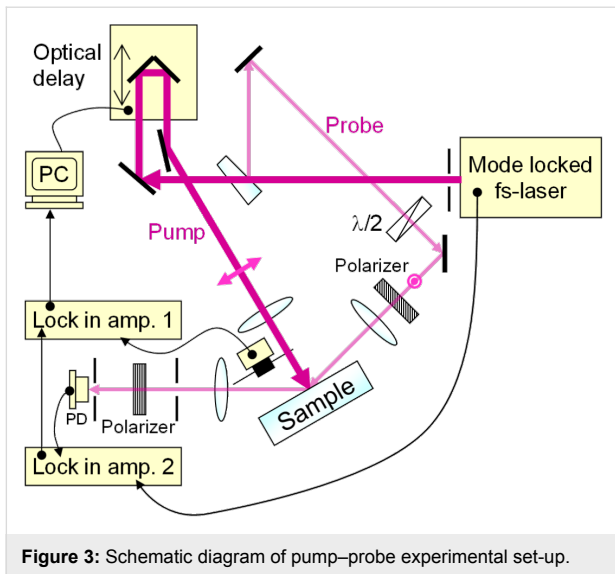 Optical
delay
Probe
Mode locked
fs-laser
PC
λ/2
Pump
Polarizer
Lock in amp. 1
Sample
PD
Polarizer
Lock in amp. 2
Figure 3: Schematic diagram of pump–probe experimental set-up.